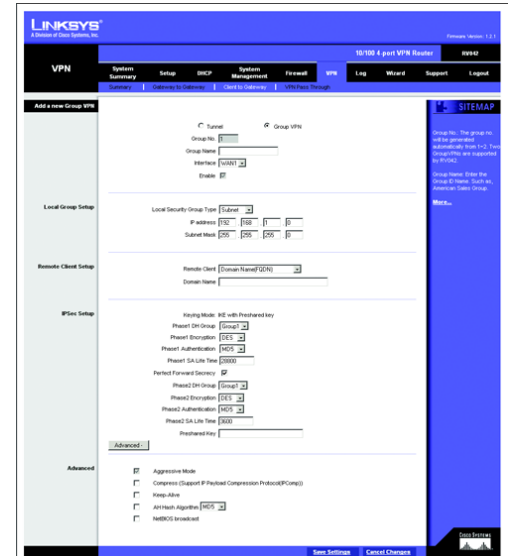 LINKSYS®
A Division of Cisco Systems, Inc.
Firmware Version: 1.2.1
10/100 4-port VPN Router RV042
VPN
System Summary Setup DHCP System Management Firewall VPN Log Wizard Support Logout
Summary | Gateway to Gateway | Client to Gateway | VPN Pass Through
Add a new Group VPN
Tunnel Group VPN
Group No. 1
Group Name
Interface WAN1
Enable
Local Group Setup
Local Security Group Type Subnet
IP address 192 . 168 . 1 . 0
Subnet Mask 255 . 255 . 255 . 0
Remote Client Setup
Remote Client Domain Name(FQDN)
Domain Name
IPSec Setup
Keying Mode IKE with Preshared key
Phase1 DH Group Group1
Phase1 Encryption DES
Phase1 Authentication MD5
Phase1 SA Life Time 28800
Perfect Forward Secrecy
Phase2 DH Group Group1
Phase2 Encryption DES
Phase2 Authentication MD5
Phase2 SA Life Time 3600
Preshared Key
Advanced -
Advanced
Aggressive Mode
Compress (Support IP Payload Compression Protocol(IPComp))
Keep-Alive
AH Hash Algorithm MD5
NetBIOS broadcast
SITEMAP
Group No.: The group no.
will be generated
automatically from 1~2. Two
GroupVPNs are supported
by RV042.
Group Name: Enter the
Group ID Name. Such as,
American Sales Group.
More...
Save Settings Cancel Changes
CISCO SYSTEMS